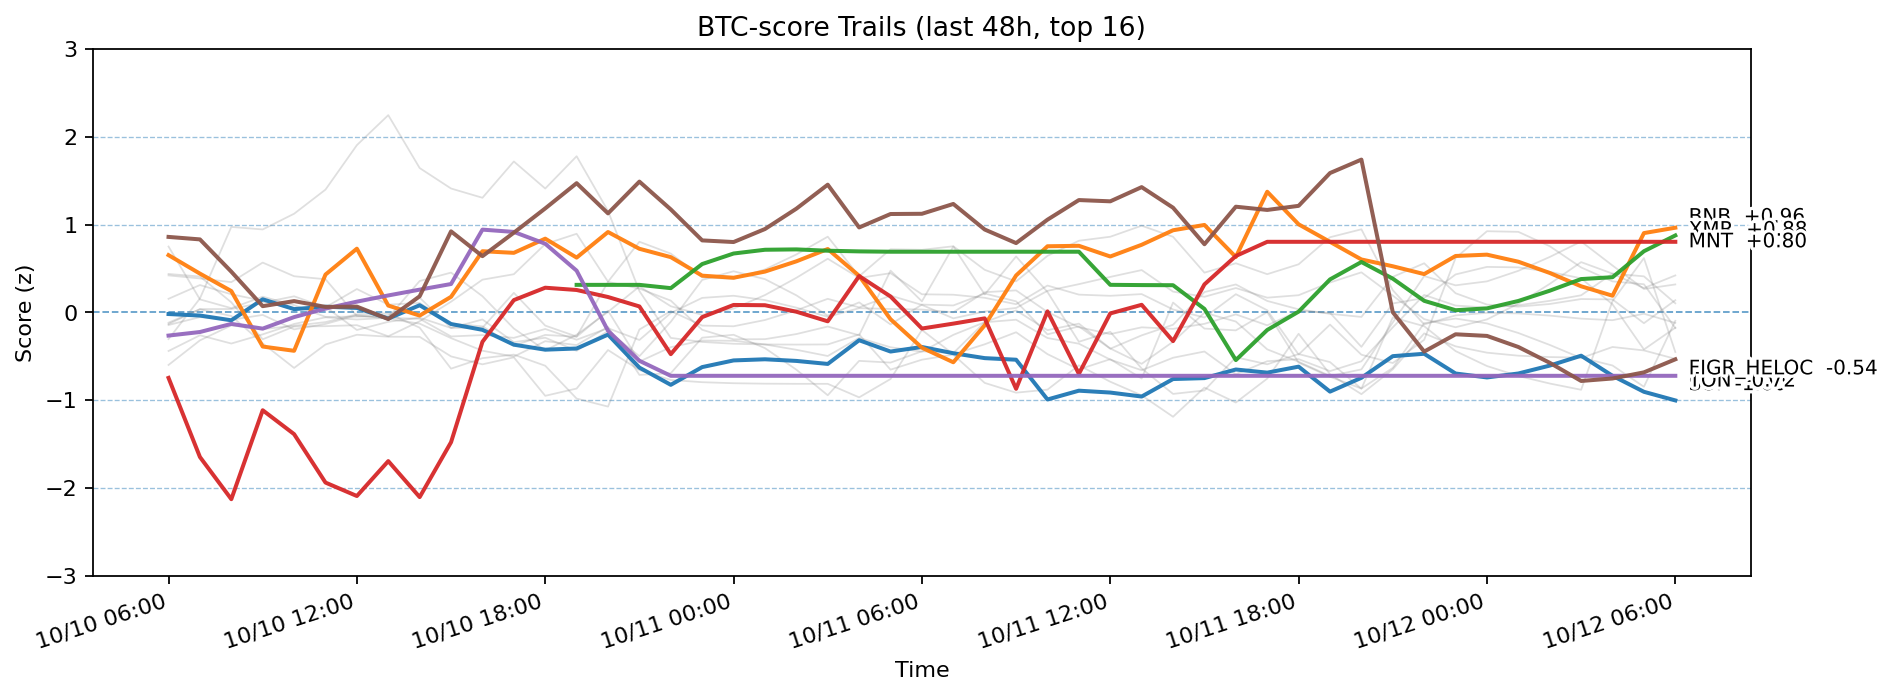 BTC-score Trails (last 48h, top 16)
Score (z)
3
2
1
0
−1
−2
−3
BNB +0.96
XMR +0.88
MNT +0.80
FIGR_HELOC -0.54
10/10 06:00
10/10 12:00
10/10 18:00
10/11 00:00
10/11 06:00
10/11 12:00
10/11 18:00
10/12 00:00
10/12 06:00
Time